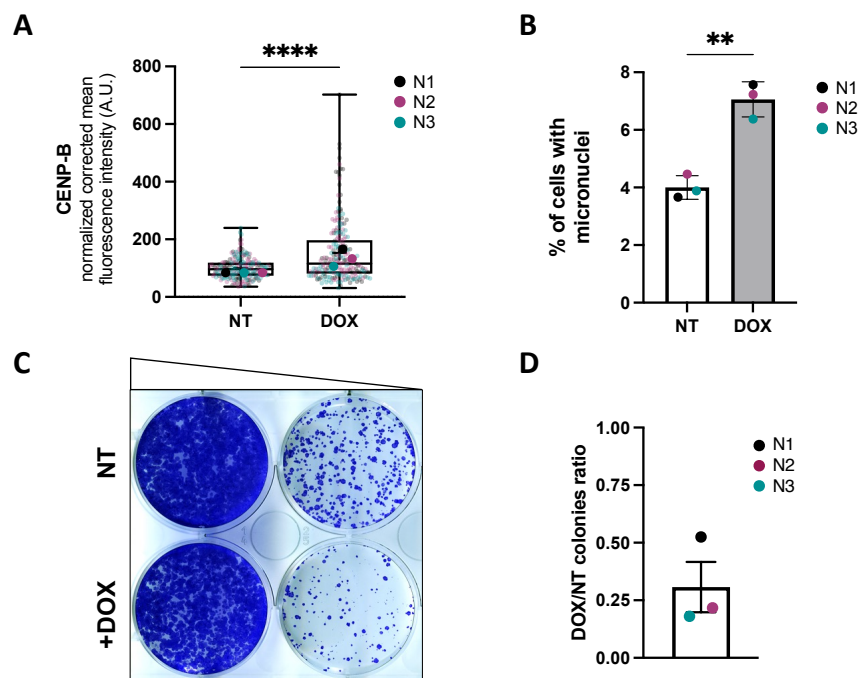 A
****
CENP-B
normalized corrected mean
fluorescence intensity (A.U.)
800
600
400
200
0
NT
DOX
N1
N2
N3
B
**
% of cells with
micronuclei
8
6
4
2
0
NT
DOX
N1
N2
N3
C
NT
+DOX
D
DOX/NT colonies ratio
1.00
0.75
0.50
0.25
0.00
N1
N2
N3